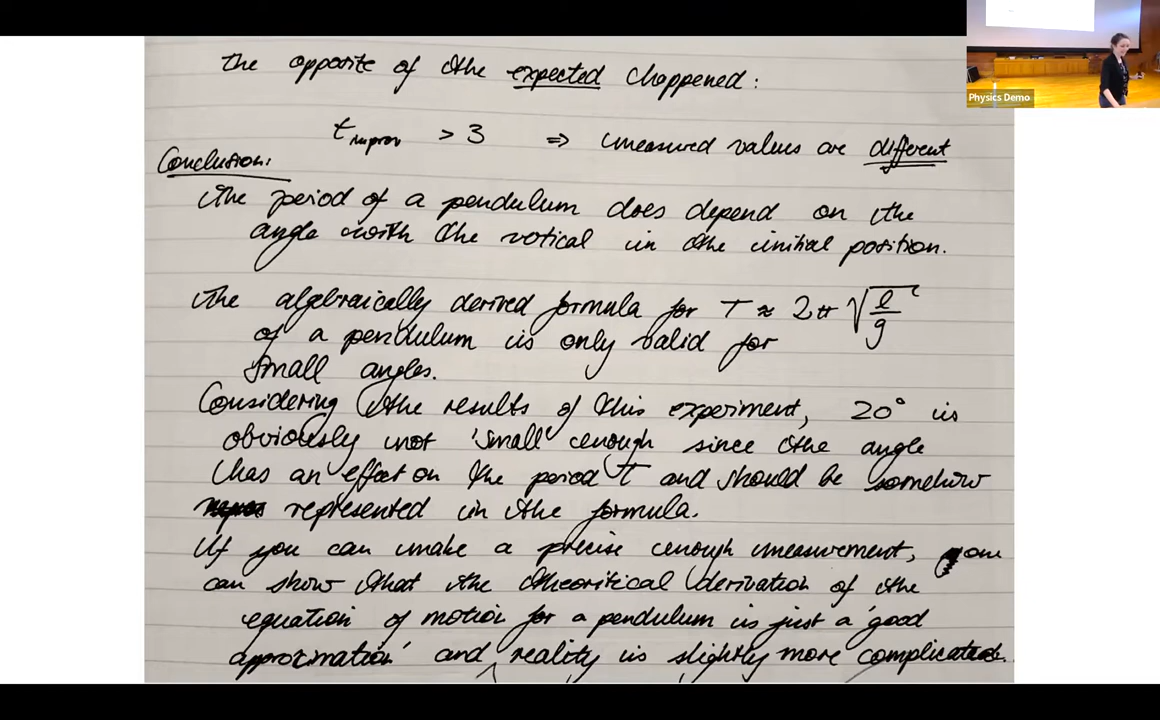 the opposite of the expected happened:
t improv > 3 ⇒ measured values are different
Conclusion:
The period of a pendulum does depend on the
angle with the vertical in the initial position.
The algebraically derived formula for T ≈ 2π √(l/g)
of a pendulum is only valid for
small angles.
Considering the results of this experiment, 20° is
obviously not 'small' enough since the angle
has an effect on the period T and should be somehow
represented in the formula.
If you can make a precise enough measurement, you
can show that the theoritical derivation of the
equation of motion for a pendulum is just a 'good
approximation' and reality is slightly more complicated.
Physics Demo